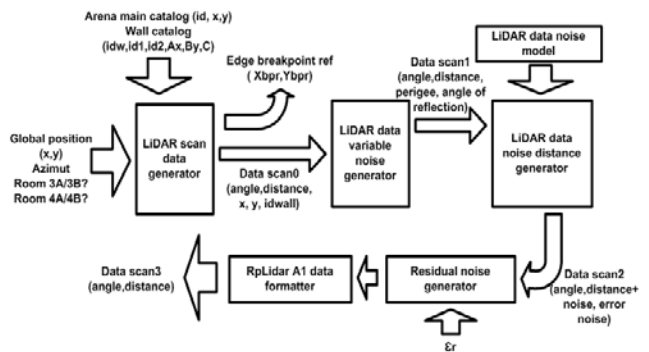 Arena main catalog (id, x,y)
Wall catalog
(idw,id1,id2,Ax,By,C)
Edge breakpoint ref
( Xbpr,Ybpr)
Data scan1
(angle,distance,
perigee, angle of
reflection)
LiDAR data noise
model
Global position
(x,y)
Azimut
Room 3A/3B?
Room 4A/4B?
LiDAR scan
data
generator
Data scan0
(angle,distance,
x, y, idwall)
LiDAR data
variable
noise
generator
LiDAR data
noise distance
generator
Data scan3
(angle,distance)
RpLidar A1 data
formatter
Residual noise
generator
Data scan2
(angle,distance+
noise, error
noise)
εr